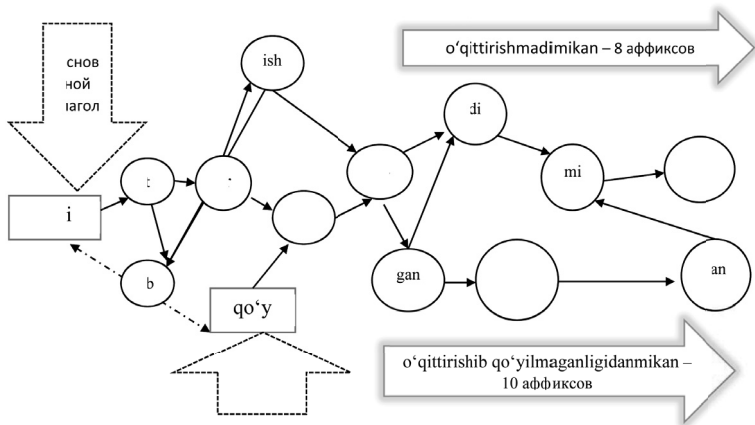 ish
o‘qittirishmadimikan – 8 аффиксов
снов
ной
лагол
di
t
mi
i
b
gan
an
qo‘y
o‘qittirishib qo‘yilmaganligidanmikan –
10 аффиксов